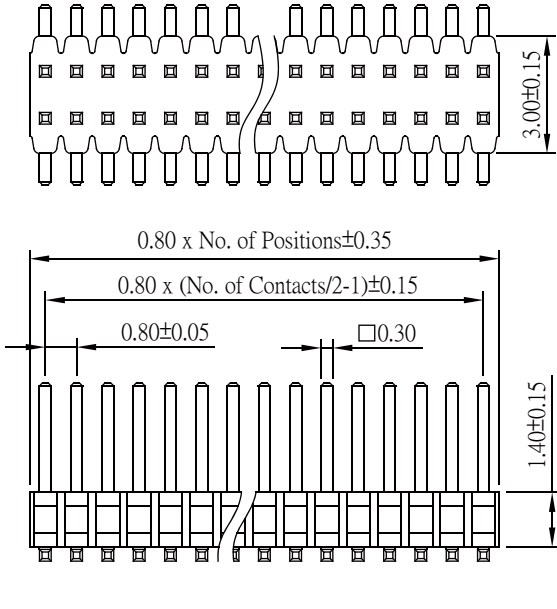 3.00±0.15
0.80 x No. of Positions±0.35
0.80 x (No. of Contacts/2-1)±0.15
0.80±0.05
□0.30
1.40±0.15